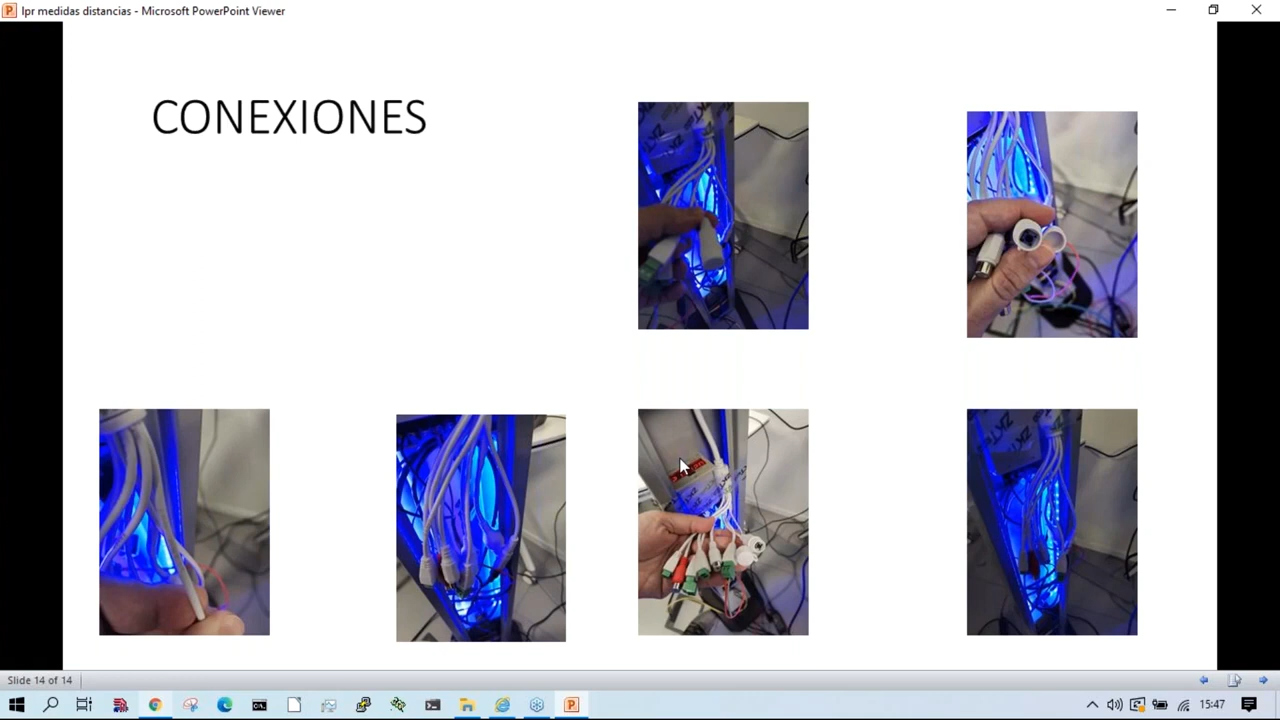 lpr medidas distancias - Microsoft PowerPoint Viewer
CONEXIONES
Slide 14 of 14
15:47